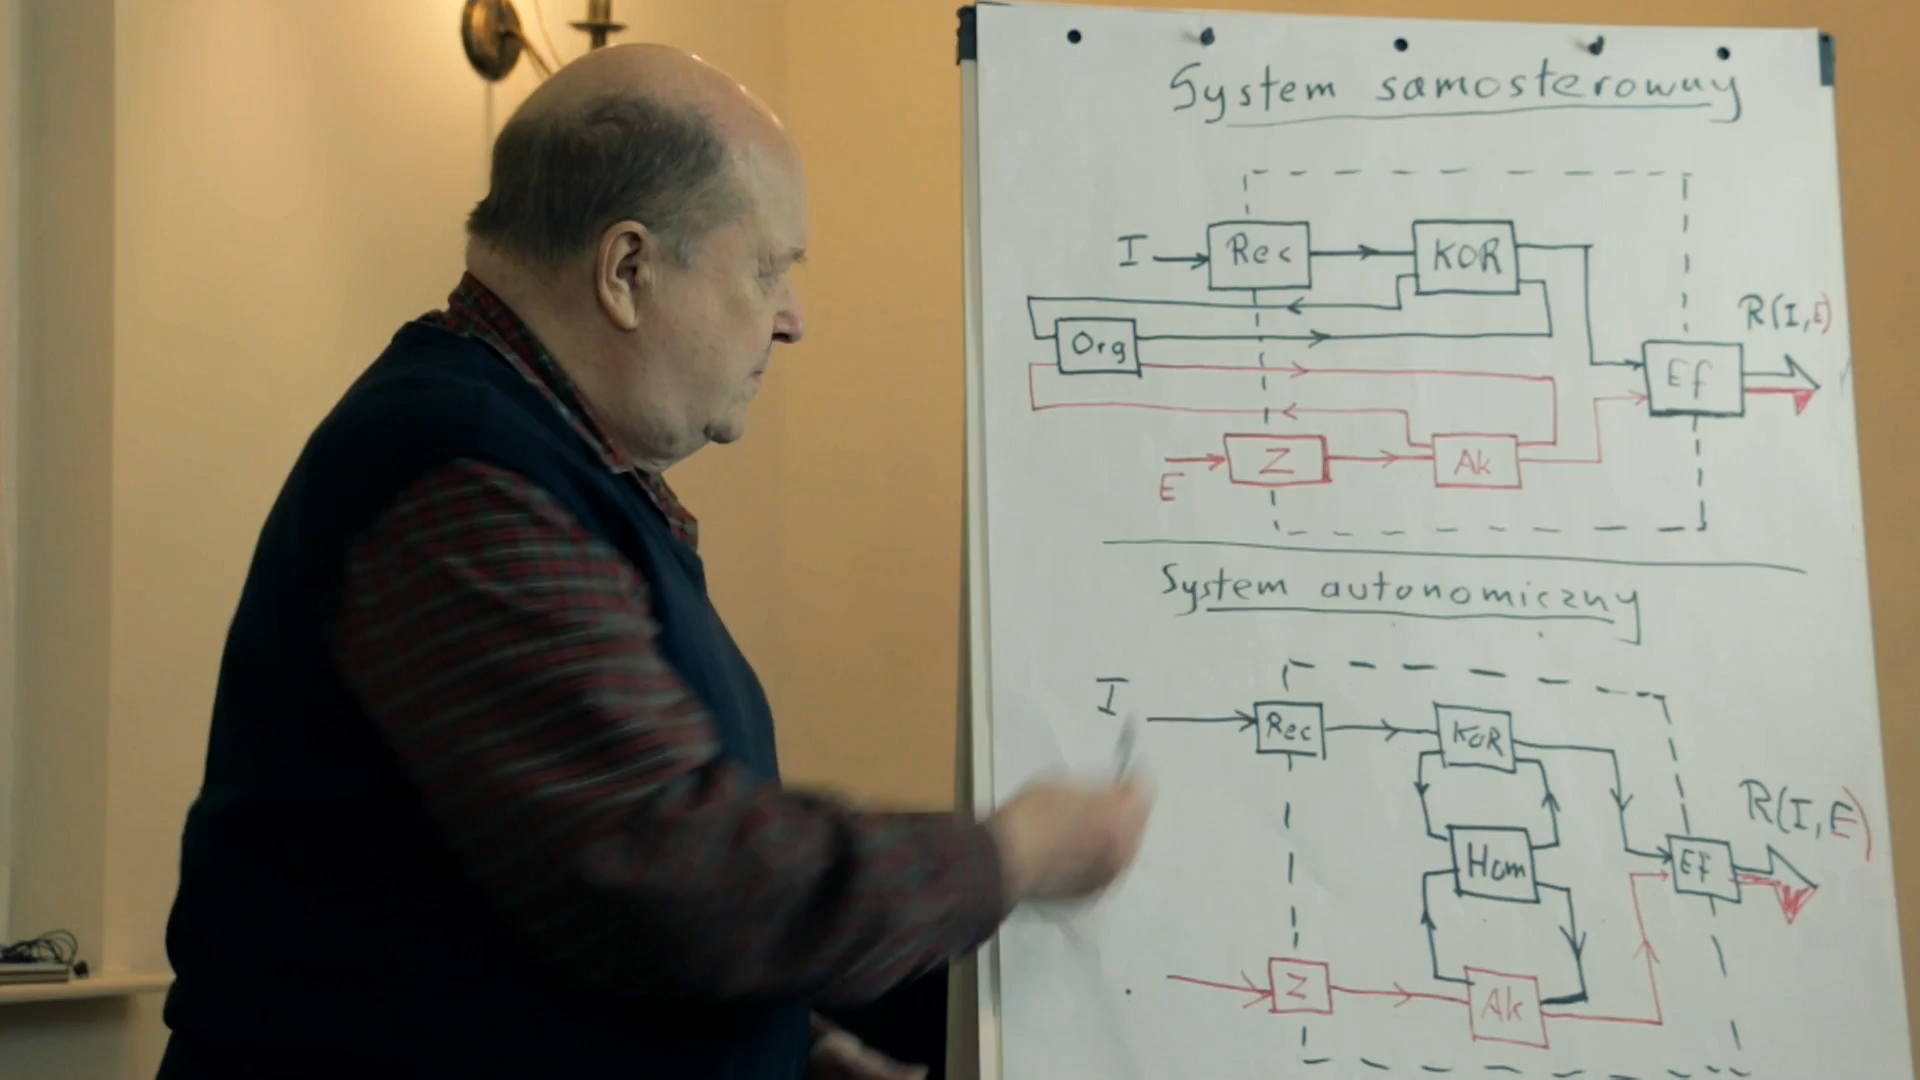 System samosterowny
I Rec KOR
R(I,E)
Org
Ef
E Z Ak
System autonomiczny
I Rec KOR
R(I,E)
Hom
Ef
Z Ak